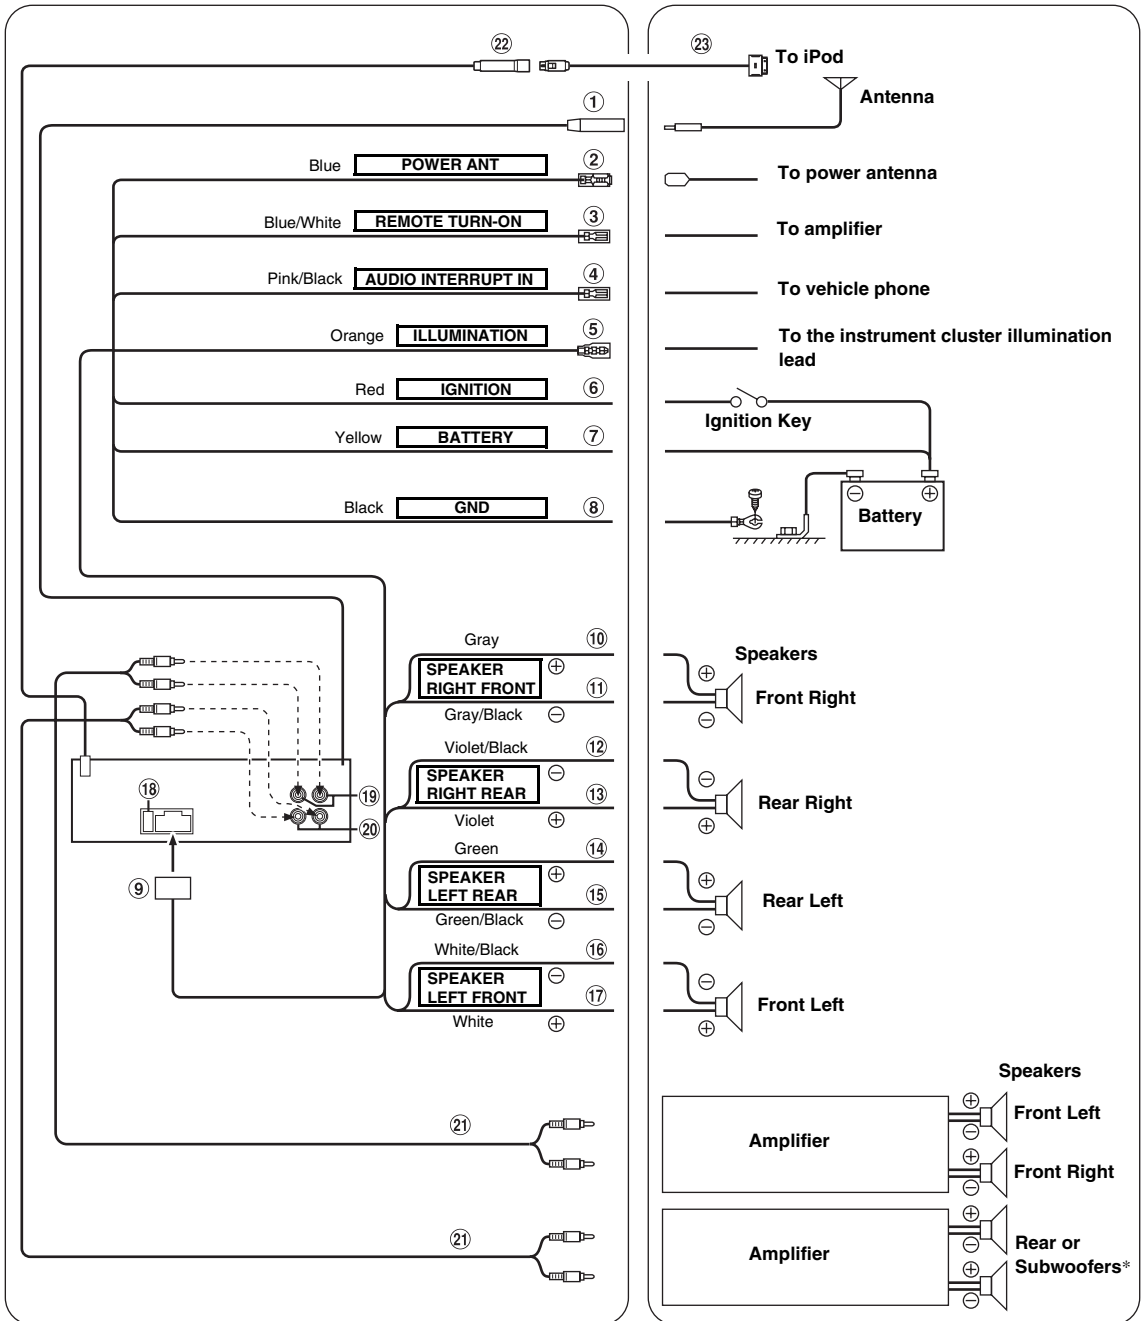 ㉒
㉓
To iPod
Antenna
①
Blue POWER ANT ②
To power antenna
Blue/White REMOTE TURN-ON ③
To amplifier
Pink/Black AUDIO INTERRUPT IN ④
To vehicle phone
Orange ILLUMINATION ⑤
To the instrument cluster illumination
lead
Red IGNITION ⑥
Ignition Key
Yellow BATTERY ⑦
Black GND ⑧
⊖ ⊕
Battery
Gray ⑩
SPEAKER ⊕
RIGHT FRONT ⑪
Gray/Black ⊖
Speakers
⊕
Front Right
⊖
Violet/Black ⑫
SPEAKER ⊖
RIGHT REAR ⑬
Violet ⊕
⊖
Rear Right
⊕
⑱
⑲
⑳
⑨
Green ⑭
SPEAKER ⊕
LEFT REAR ⑮
Green/Black ⊖
⊕
Rear Left
⊖
White/Black ⑯
SPEAKER ⊖
LEFT FRONT ⑰
White ⊕
⊖
Front Left
⊕
Speakers
㉑
Amplifier
⊕
Front Left
⊖
⊕
Front Right
⊖
㉑
Amplifier
⊕
⊖
Rear or
Subwoofers*
⊕
⊖